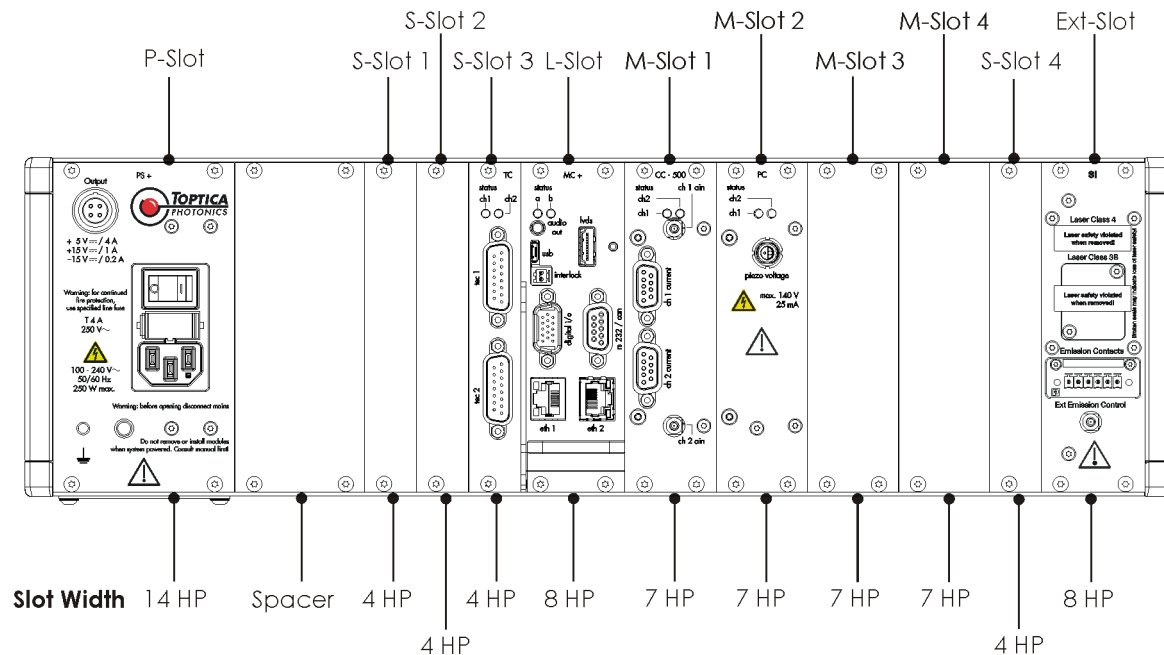 S-Slot 2
M-Slot 2
M-Slot 4
Ext-Slot
P-Slot
S-Slot 1
S-Slot 3
L-Slot
M-Slot 1
M-Slot 3
S-Slot 4
PS +
Output
TOPTICA
PHOTONICS
+ 5 V⎓/ 4 A
+15 V⎓/ 1 A
−15 V⎓/ 0.2 A
Warning: for continued
fire protection,
use specified line fuse
T 4 A
250 V~
100 - 240 V~
50/60 Hz
250 W max.
Warning: before opening disconnect mains
Do not remove or install modules
when system powered. Consult manual first!
TC
status
ch1
ch2
tec 1
tec 2
MC +
status
a b
audio
out
lvds
usb
interlock
digital i/o
rs 232 / can
eth 1
eth 2
CC - 500
status
ch 1 ain
ch2
ch1
ch 1 current
ch 2 current
ch 2 ain
PC
status
ch2
ch1
piezo voltage
max. 140 V
25 mA
SI
Laser Class 4
Laser safety violated
when removed!
Laser Class 3B
Laser safety violated
when removed!
Emission Contacts
Ext Emission Control
Slot Width
14 HP
Spacer
4 HP
4 HP
8 HP
7 HP
7 HP
7 HP
7 HP
8 HP
4 HP
4 HP